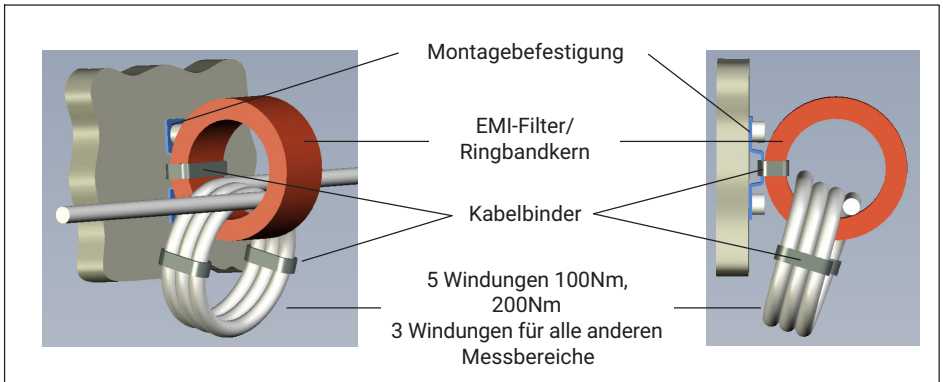 Montagebefestigung
EMI-Filter/
Ringbandkern
Kabelbinder
5 Windungen 100Nm,
200Nm
3 Windungen für alle anderen
Messbereiche